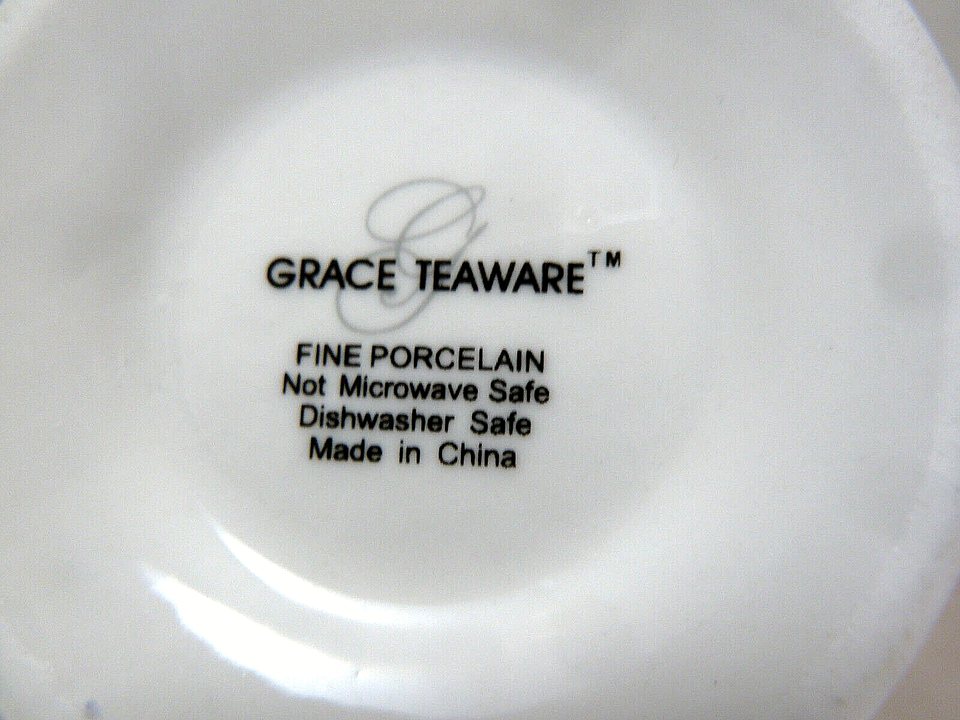 G
GRACE TEAWARE™
FINE PORCELAIN
Not Microwave Safe
Dishwasher Safe
Made in China